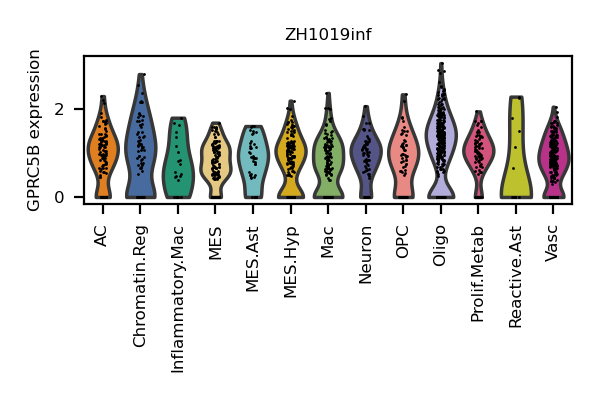 ZH1019inf
GPRC5B expression
2
0
AC
Chromatin.Reg
Inflammatory.Mac
MES
MES.Ast
MES.Hyp
Mac
Neuron
OPC
Oligo
Prolif.Metab
Reactive.Ast
Vasc